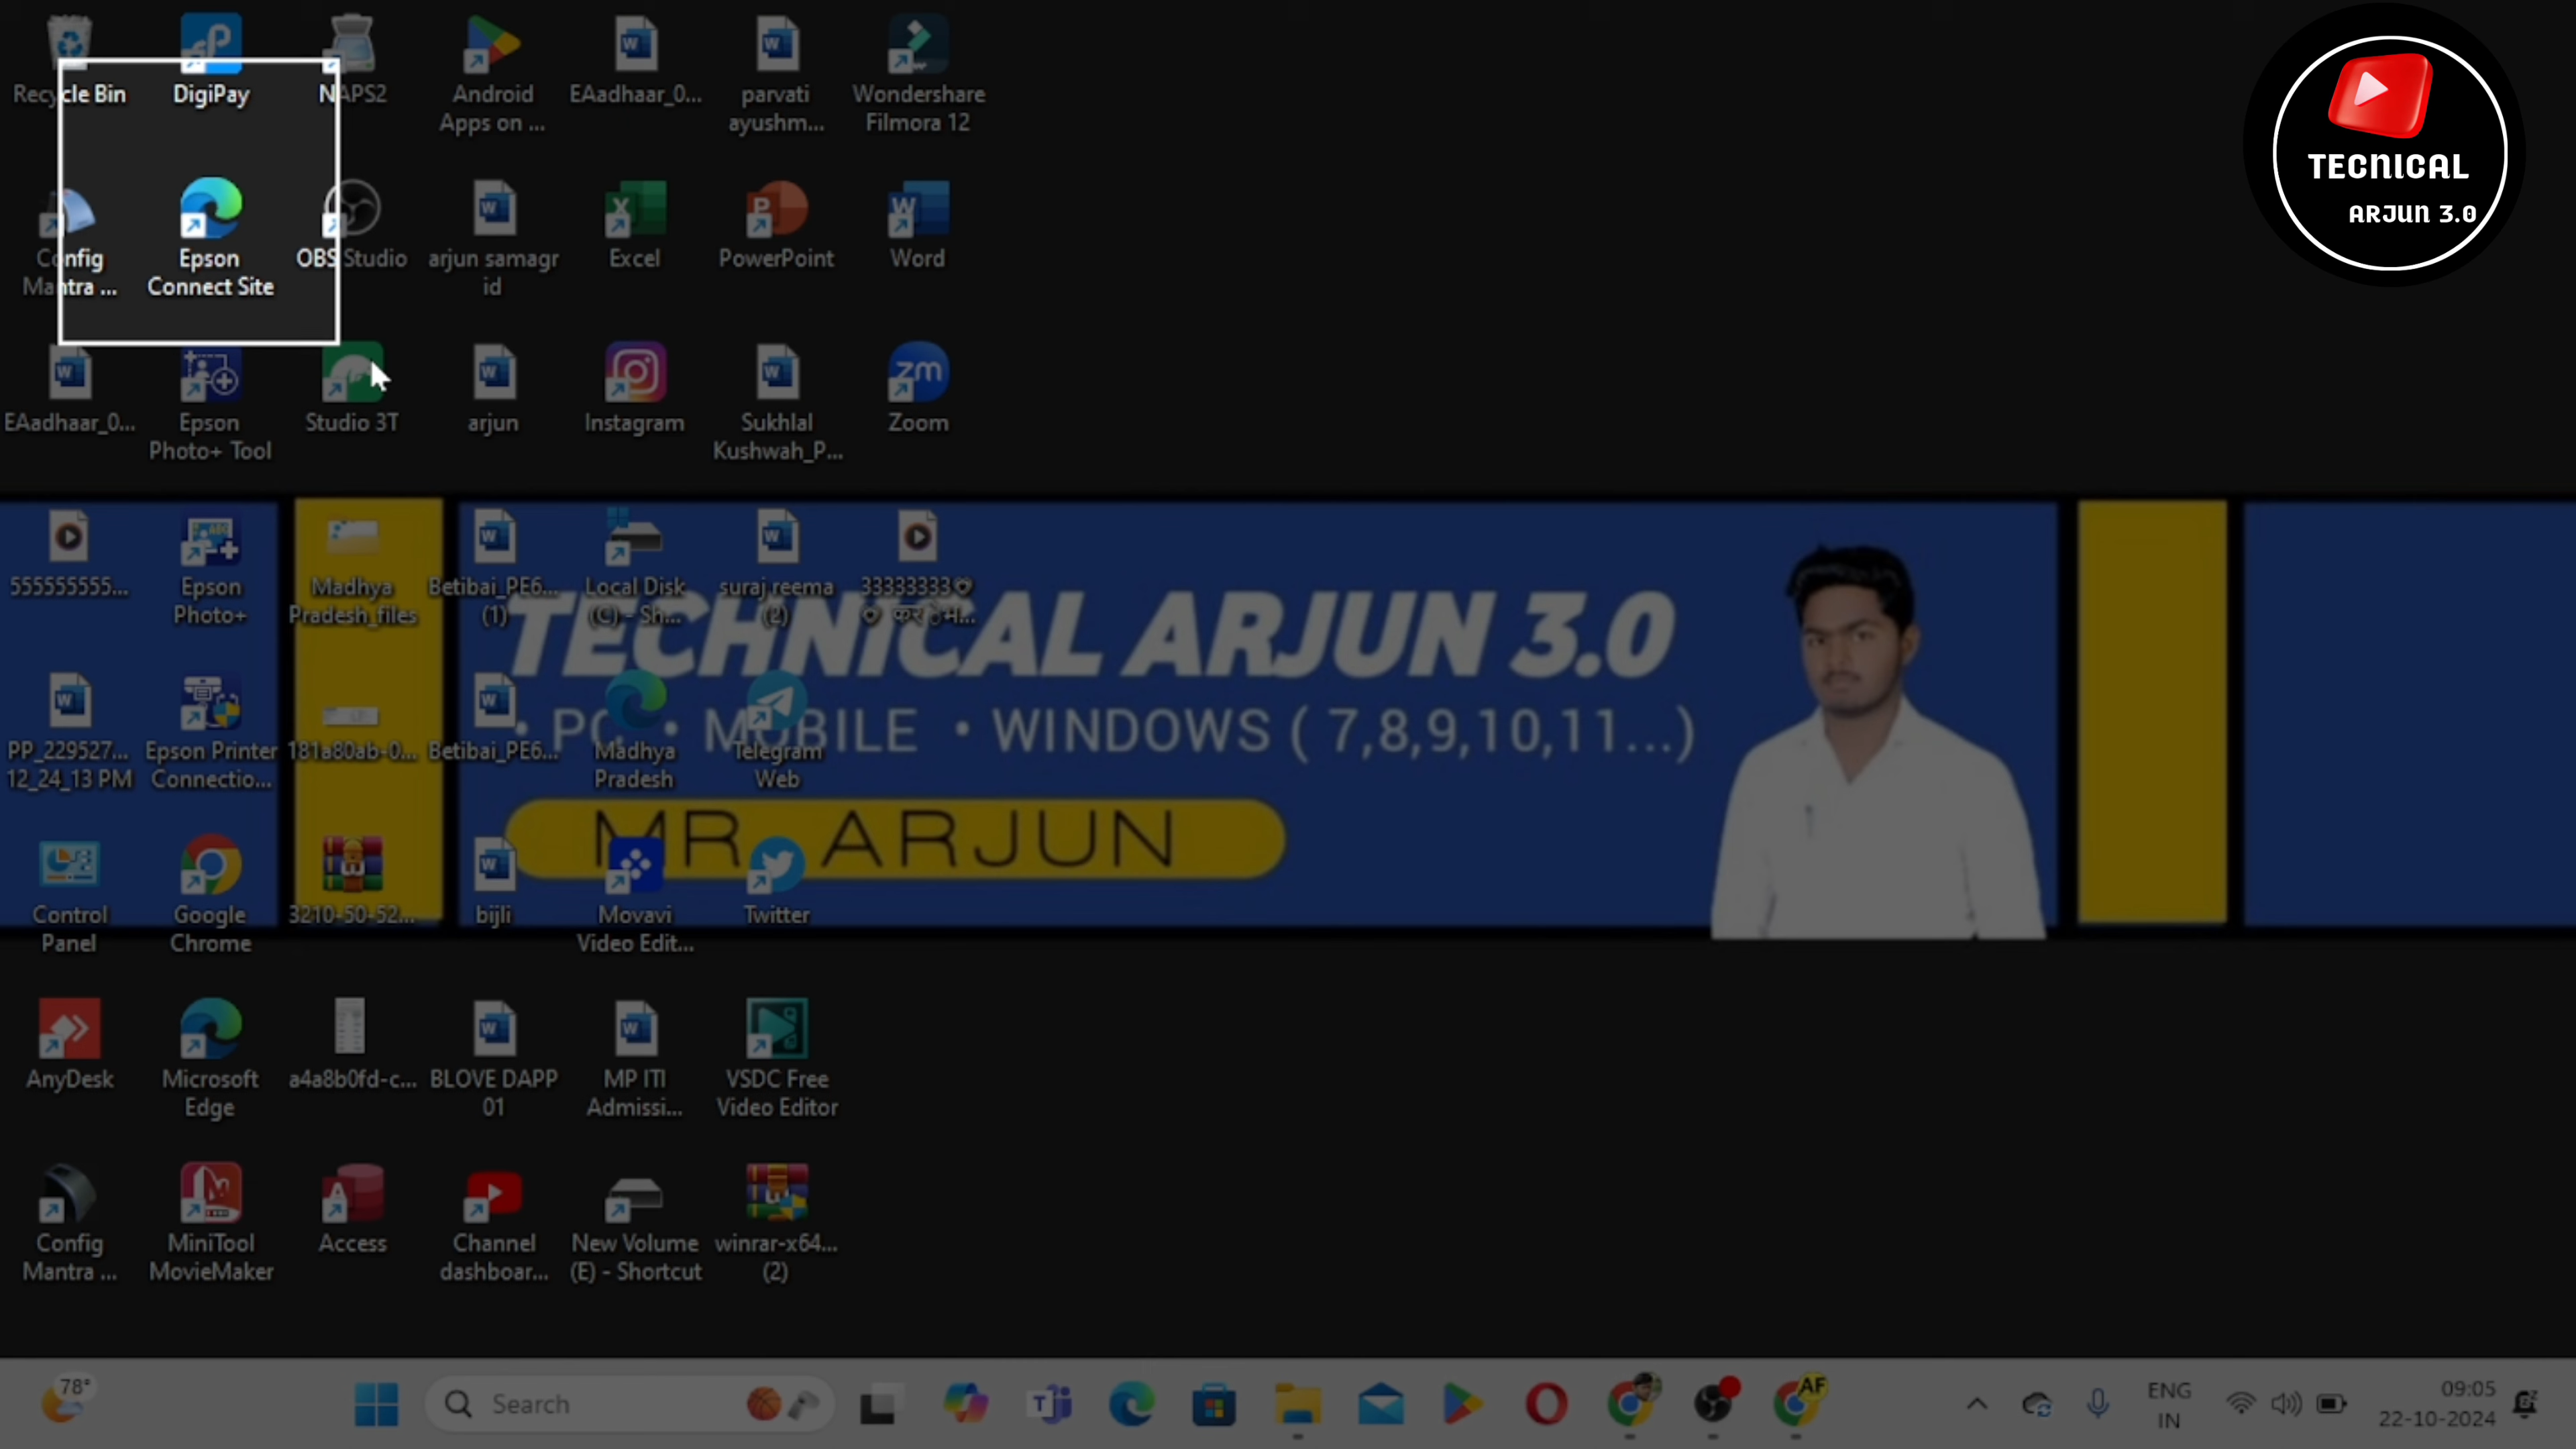 Recycle Bin
DigiPay
NAPS2
Android Apps on ...
EAadhaar_0...
parvati ayushm...
Wondershare Filmora 12
TECNICAL
ARJUN 3.0
Config Mantra ...
Epson Connect Site
OBS Studio
arjun samagr id
Excel
PowerPoint
Word
EAadhaar_0...
Epson Photo+ Tool
Studio 3T
arjun
Instagram
Sukhlal Kushwah_P...
zm
Zoom
555555555...
Epson Photo+
Madhya Pradesh_files
Betibai_PE6... (1)
Local Disk (C) - Sh...
suraj reema (2)
33333333
TECHNICAL ARJUN 3.0
• PC • MOBILE • WINDOWS ( 7,8,9,10,11...)
PP_229527... 12_24_13 PM
Epson Printer Connectio...
181a80ab-0...
Betibai_PE6...
Madhya Pradesh
Telegram Web
MR ARJUN
Control Panel
Google Chrome
3210-50-52...
bijli
Movavi Video Edit...
Twitter
AnyDesk
Microsoft Edge
a4a8b0fd-c...
BLOVE DAPP 01
MP ITI Admissi...
VSDC Free Video Editor
Config Mantra ...
MiniTool MovieMaker
Access
Channel dashboar...
New Volume (E) - Shortcut
winrar-x64... (2)
78°
Search
AF
ENG
IN
09:05
22-10-2024